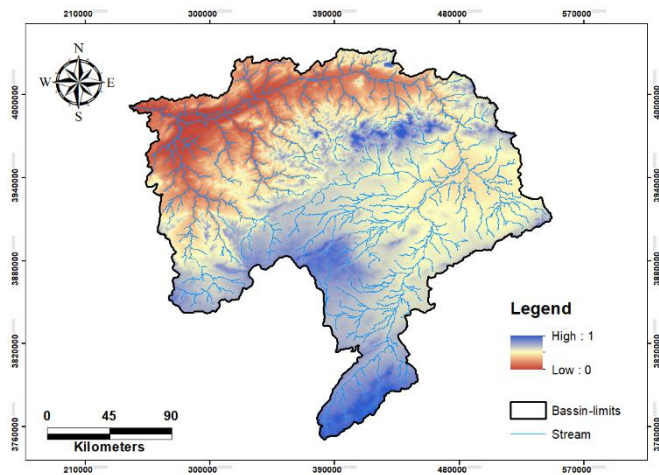 210000 300000 390000 480000 570000
N
W E
S
4000000 4000000
3940000 3940000
3880000 3880000
3820000 3820000
3760000 3760000
Legend
High : 1
Low : 0
Bassin-limits
Stream
0 45 90
Kilometers
210000 300000 390000 480000 570000